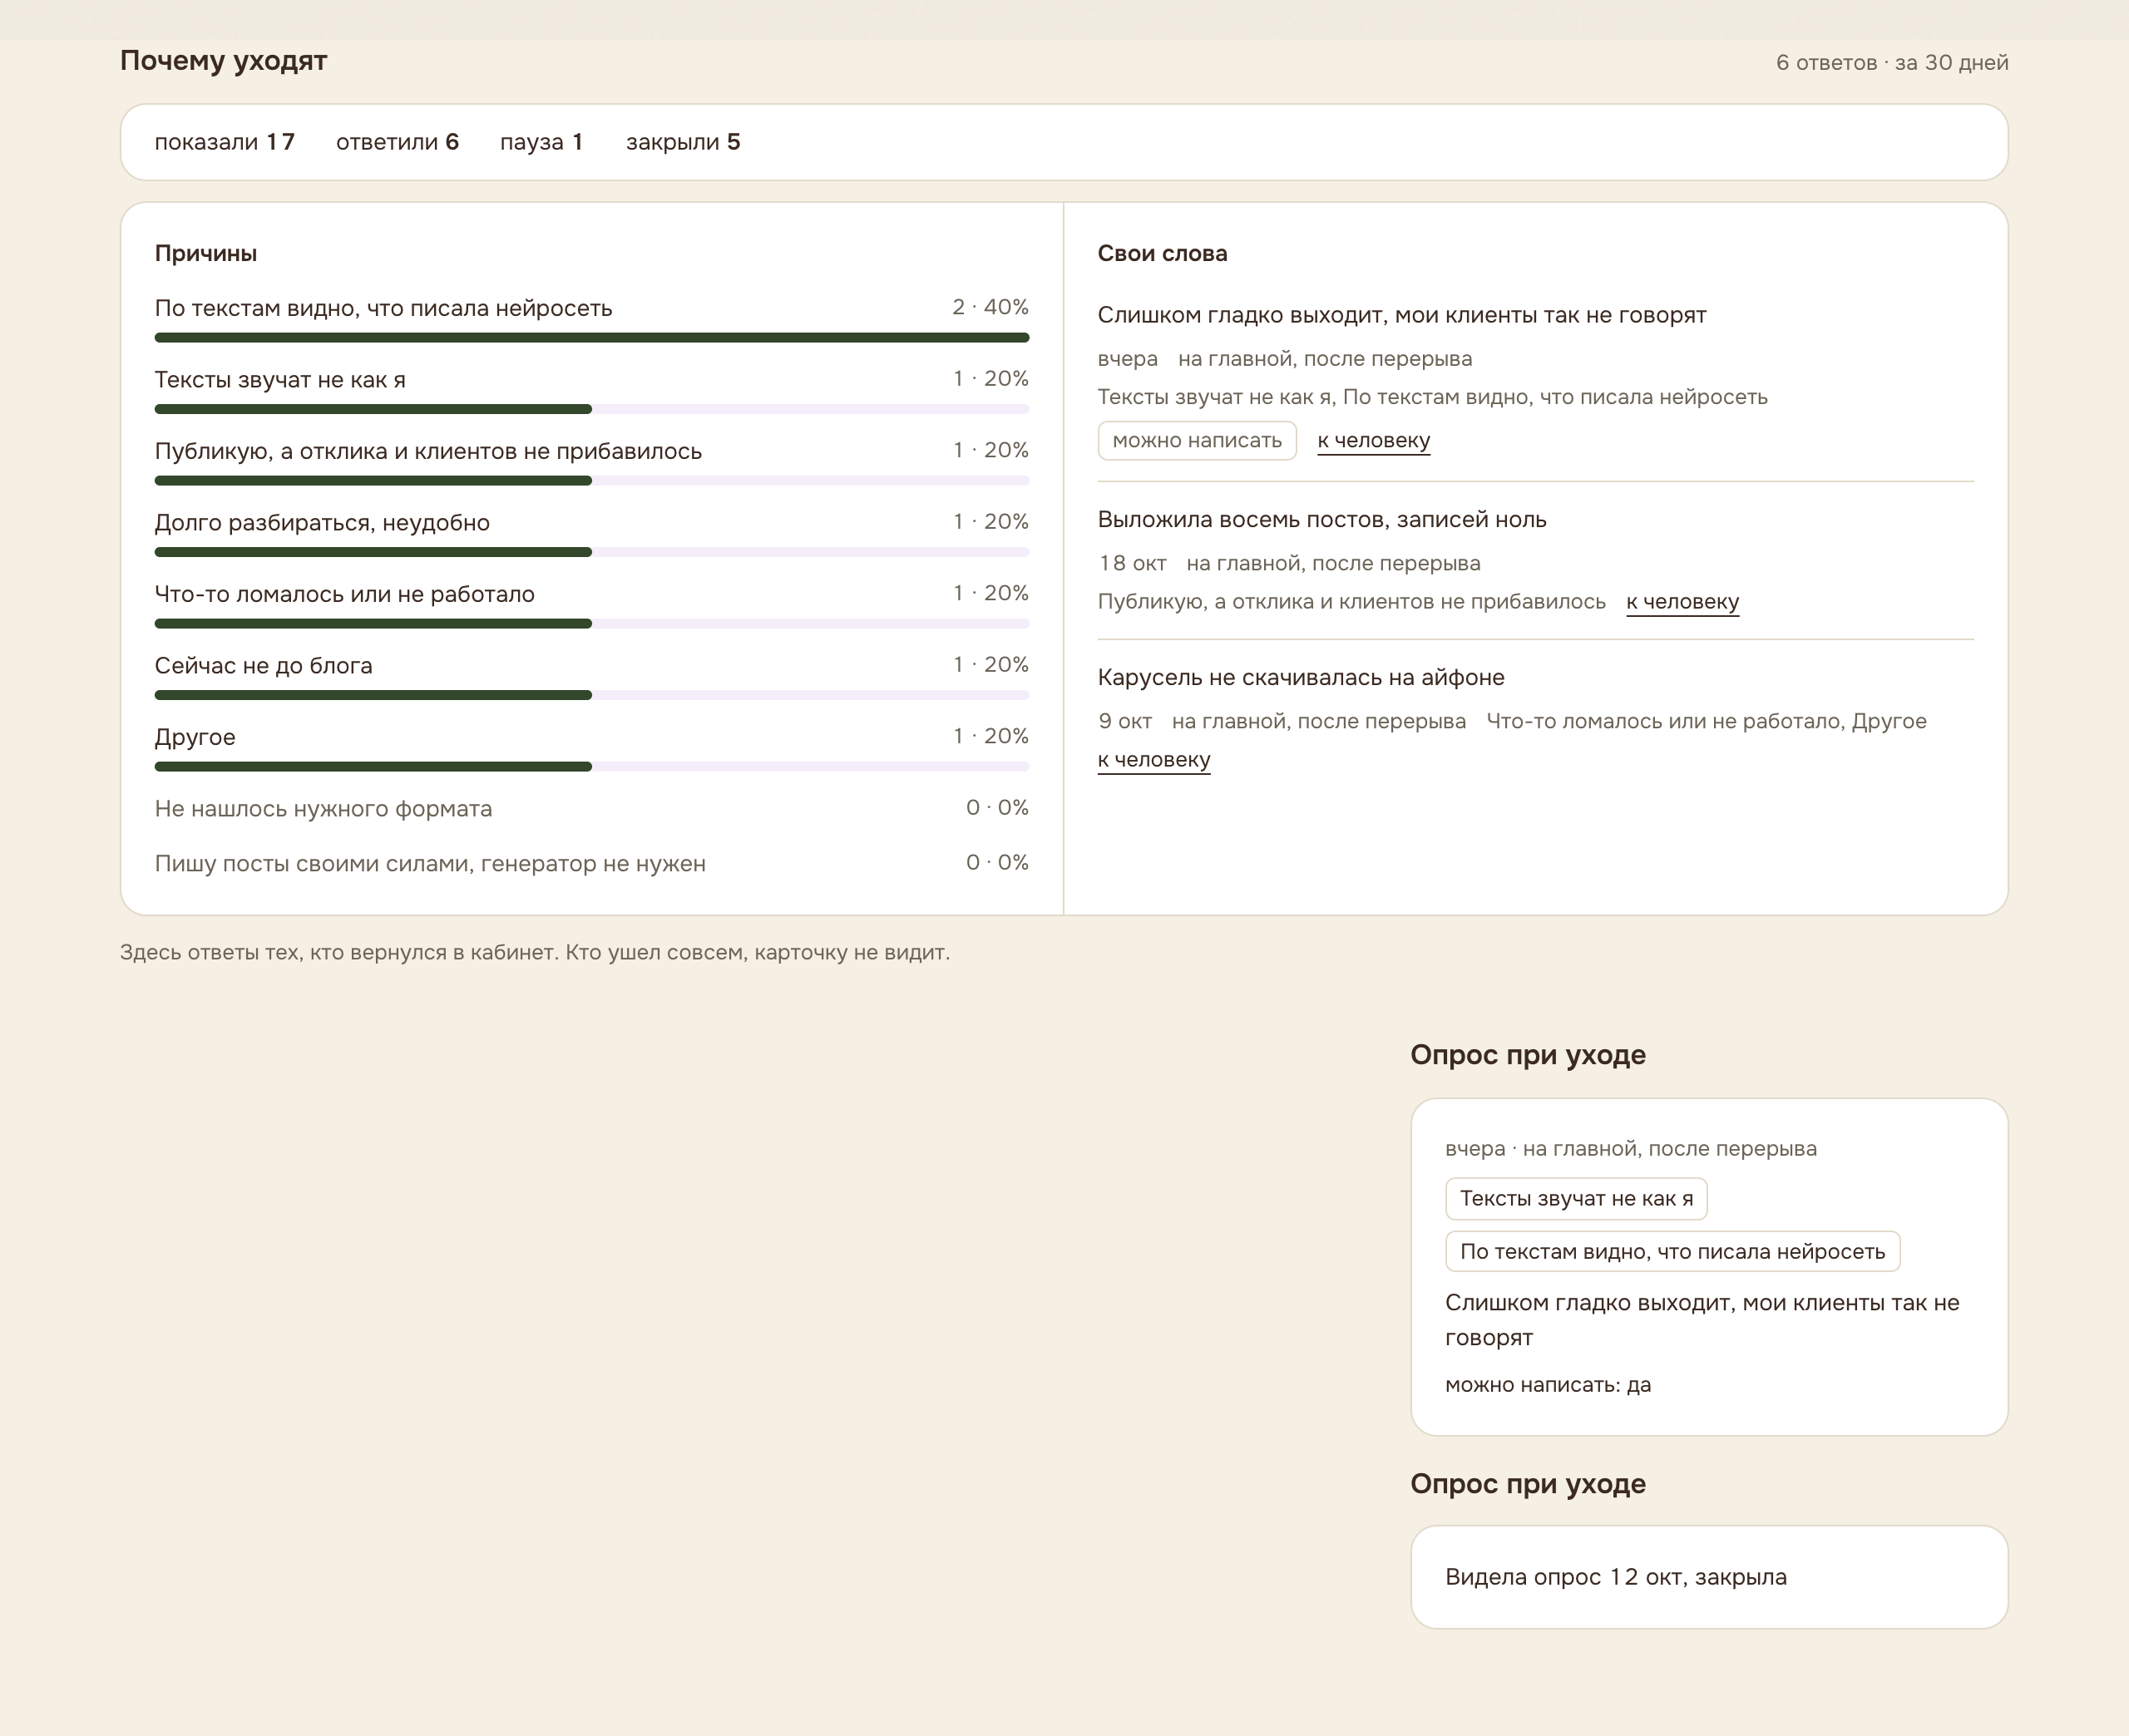 Почему уходят
6 ответов · за 30 дней
показали 17 ответили 6 пауза 1 закрыли 5
Причины
По текстам видно, что писала нейросеть 2 · 40%
Тексты звучат не как я 1 · 20%
Публикую, а отклика и клиентов не прибавилось 1 · 20%
Долго разбираться, неудобно 1 · 20%
Что-то ломалось или не работало 1 · 20%
Сейчас не до блога 1 · 20%
Другое 1 · 20%
Не нашлось нужного формата 0 · 0%
Пишу посты своими силами, генератор не нужен 0 · 0%
Свои слова
Слишком гладко выходит, мои клиенты так не говорят
вчера на главной, после перерыва
Тексты звучат не как я, По текстам видно, что писала нейросеть
можно написать к человеку
Выложила восемь постов, записей ноль
18 окт на главной, после перерыва
Публикую, а отклика и клиентов не прибавилось к человеку
Карусель не скачивалась на айфоне
9 окт на главной, после перерыва Что-то ломалось или не работало, Другое
к человеку
Здесь ответы тех, кто вернулся в кабинет. Кто ушел совсем, карточку не видит.
Опрос при уходе
вчера · на главной, после перерыва
Тексты звучат не как я
По текстам видно, что писала нейросеть
Слишком гладко выходит, мои клиенты так не
говорят
можно написать: да
Опрос при уходе
Видела опрос 12 окт, закрыла